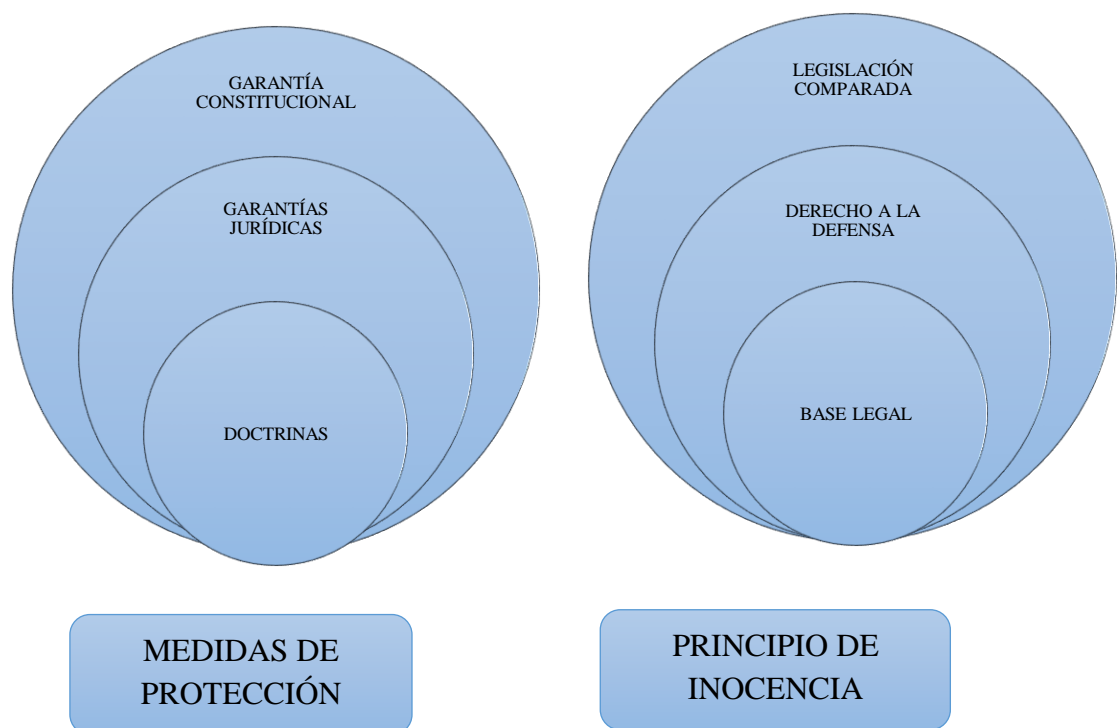 GARANTÍA
CONSTITUCIONAL
GARANTÍAS
JURÍDICAS
DOCTRINAS
MEDIDAS DE
PROTECCIÓN
LEGISLACIÓN
COMPARADA
DERECHO A LA
DEFENSA
BASE LEGAL
PRINCIPIO DE
INOCENCIA